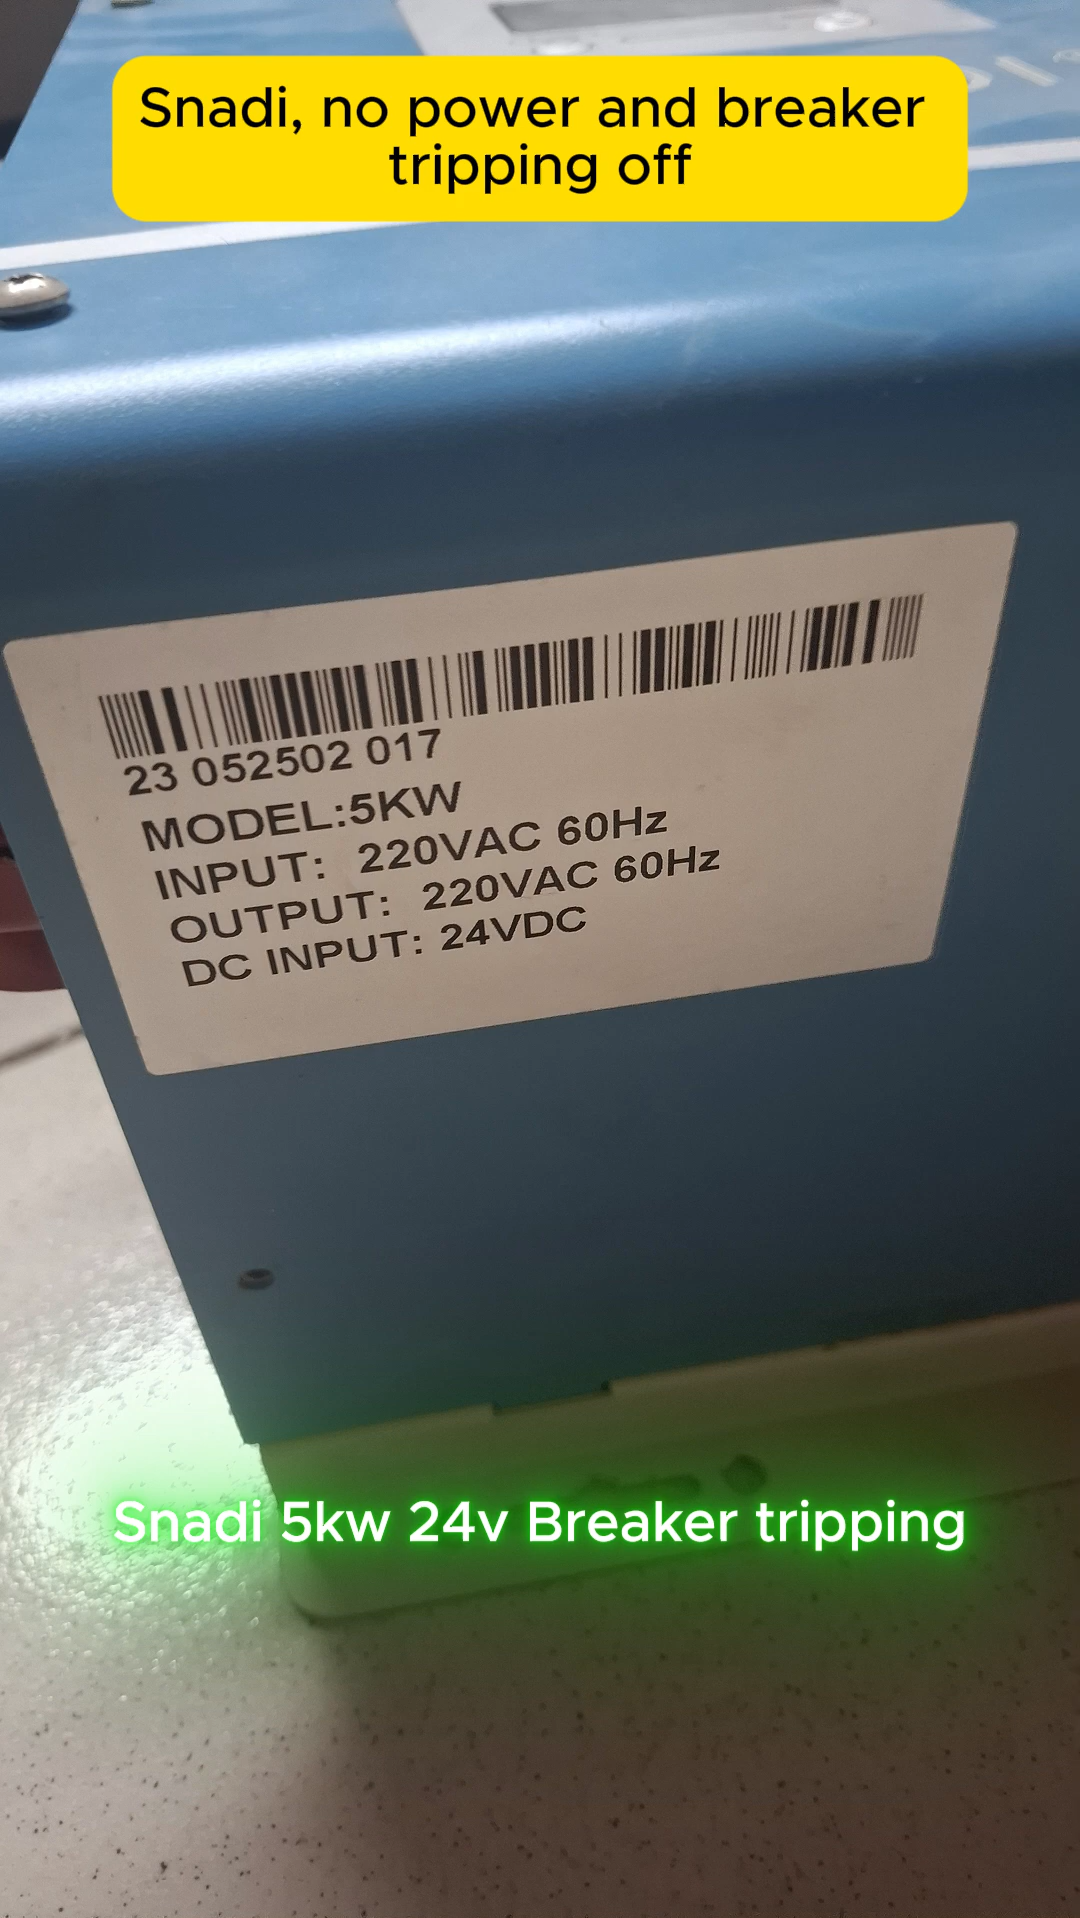 Snadi, no power and breaker
tripping off
23 052502 017
MODEL:5KW
INPUT: 220VAC 60Hz
OUTPUT: 220VAC 60Hz
DC INPUT: 24VDC
Snadi 5kw 24v Breaker tripping